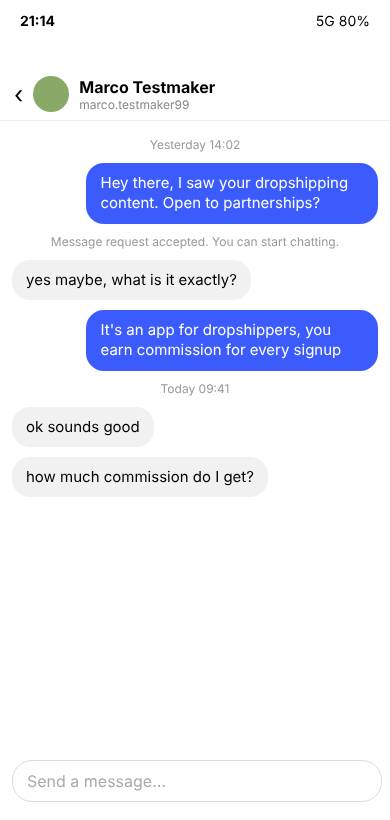 21:14
5G 80%
‹
Marco Testmaker
marco.testmaker99
Yesterday 14:02
Hey there, I saw your dropshipping
content. Open to partnerships?
Message request accepted. You can start chatting.
yes maybe, what is it exactly?
It's an app for dropshippers, you
earn commission for every signup
Today 09:41
ok sounds good
how much commission do I get?
Send a message...